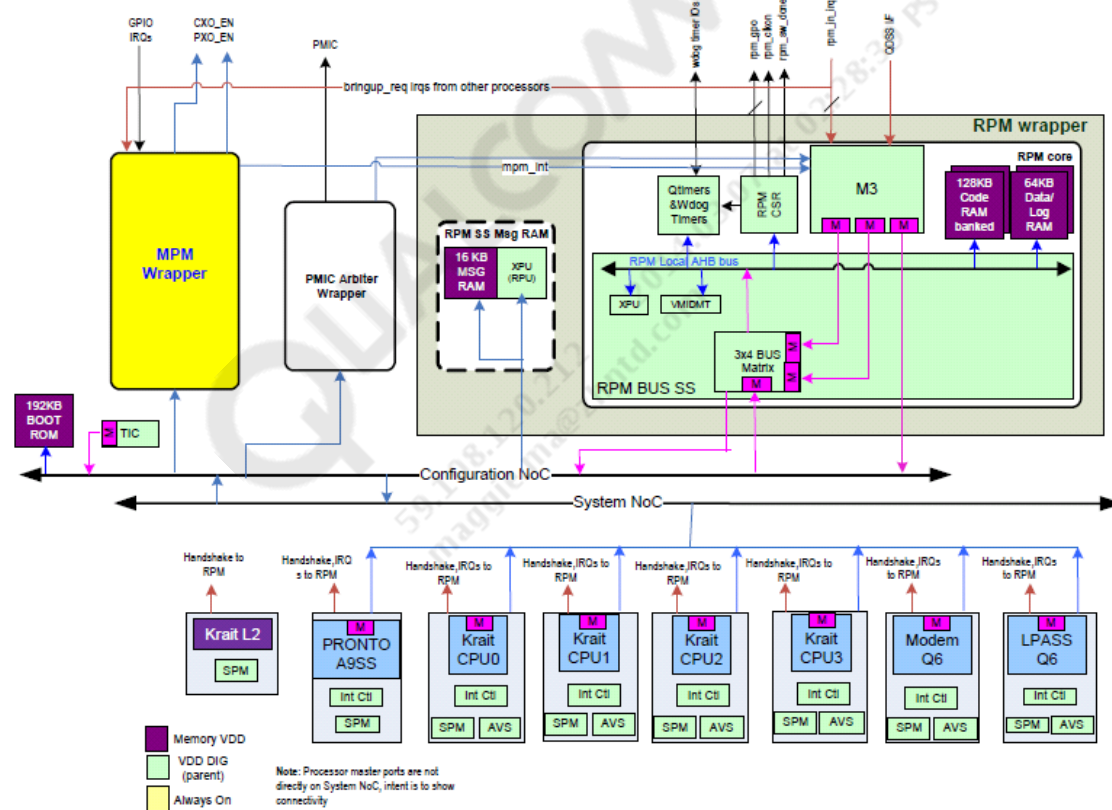 GPIO
IRQs
CXO_EN
PXO_EN
PMIC
wdog timer IOs
rpm_gpo
rpm_clkon
rpm_sw_done
rpm_in_irq
QDSS I/F
bringup_req irqs from other processors
RPM wrapper
mpm_int
MPM
Wrapper
PMIC Arbiter
Wrapper
RPM SS Msg RAM
16 KB
MSG
RAM
XPU
(RPU)
Qtimers
&Wdog
Timers
RPM
CSR
M3
M
M
M
RPM core
128KB
Code
RAM
banked
64KB
Data/
Log
RAM
RPM Local AHB bus
XPU
VMIDMT
3x4 BUS
Matrix
M
M
M
RPM BUS SS
QUALCOM
59.108.120.212
192KB
BOOT
ROM
M
TIC
Configuration NoC
System NoC
Handshake to
RPM
Handshake,IRQ
s to RPM
Handshake,IRQs to
RPM
Handshake,IRQs to
RPM
Handshake,IRQs to
RPM
Handshake,IRQs to
RPM
Handshake,IRQs
to RPM
Handshake,IRQs
to RPM
Krait L2
SPM
M
PRONTO
A9SS
Int Ctl
SPM
M
Krait
CPU0
Int Ctl
SPM
AVS
M
Krait
CPU1
Int Ctl
SPM
AVS
M
Krait
CPU2
Int Ctl
SPM
AVS
M
Krait
CPU3
Int Ctl
SPM
AVS
M
Modem
Q6
Int Ctl
SPM
AVS
M
LPASS
Q6
Int Ctl
SPM
AVS
Memory VDD
VDD DIG
(parent)
Always On
Note: Processor master ports are not
directly on System NoC, intent is to show
connectivity